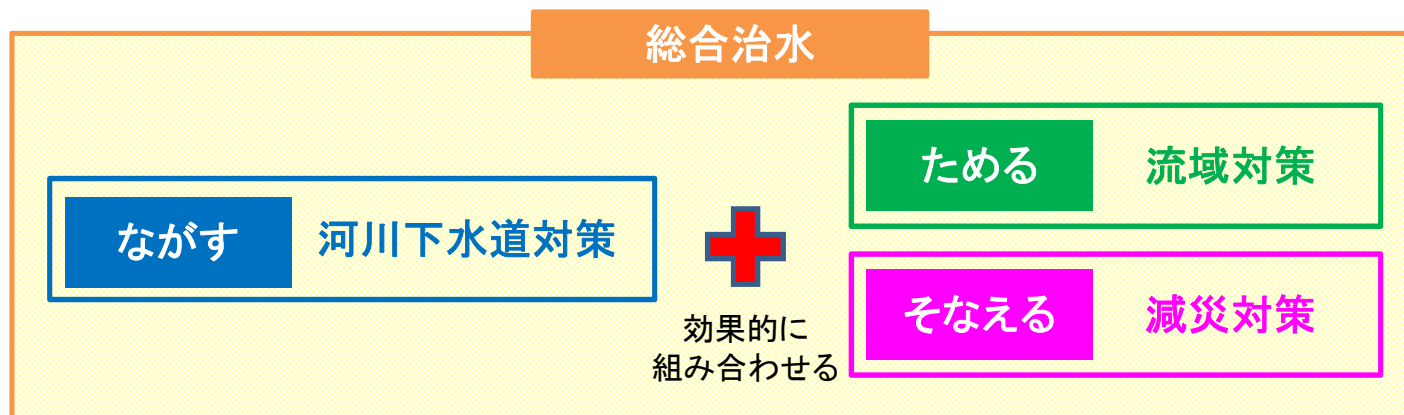 総合治水
ながす 河川下水道対策
効果的に
組み合わせる
ためる 流域対策
そなえる 減災対策